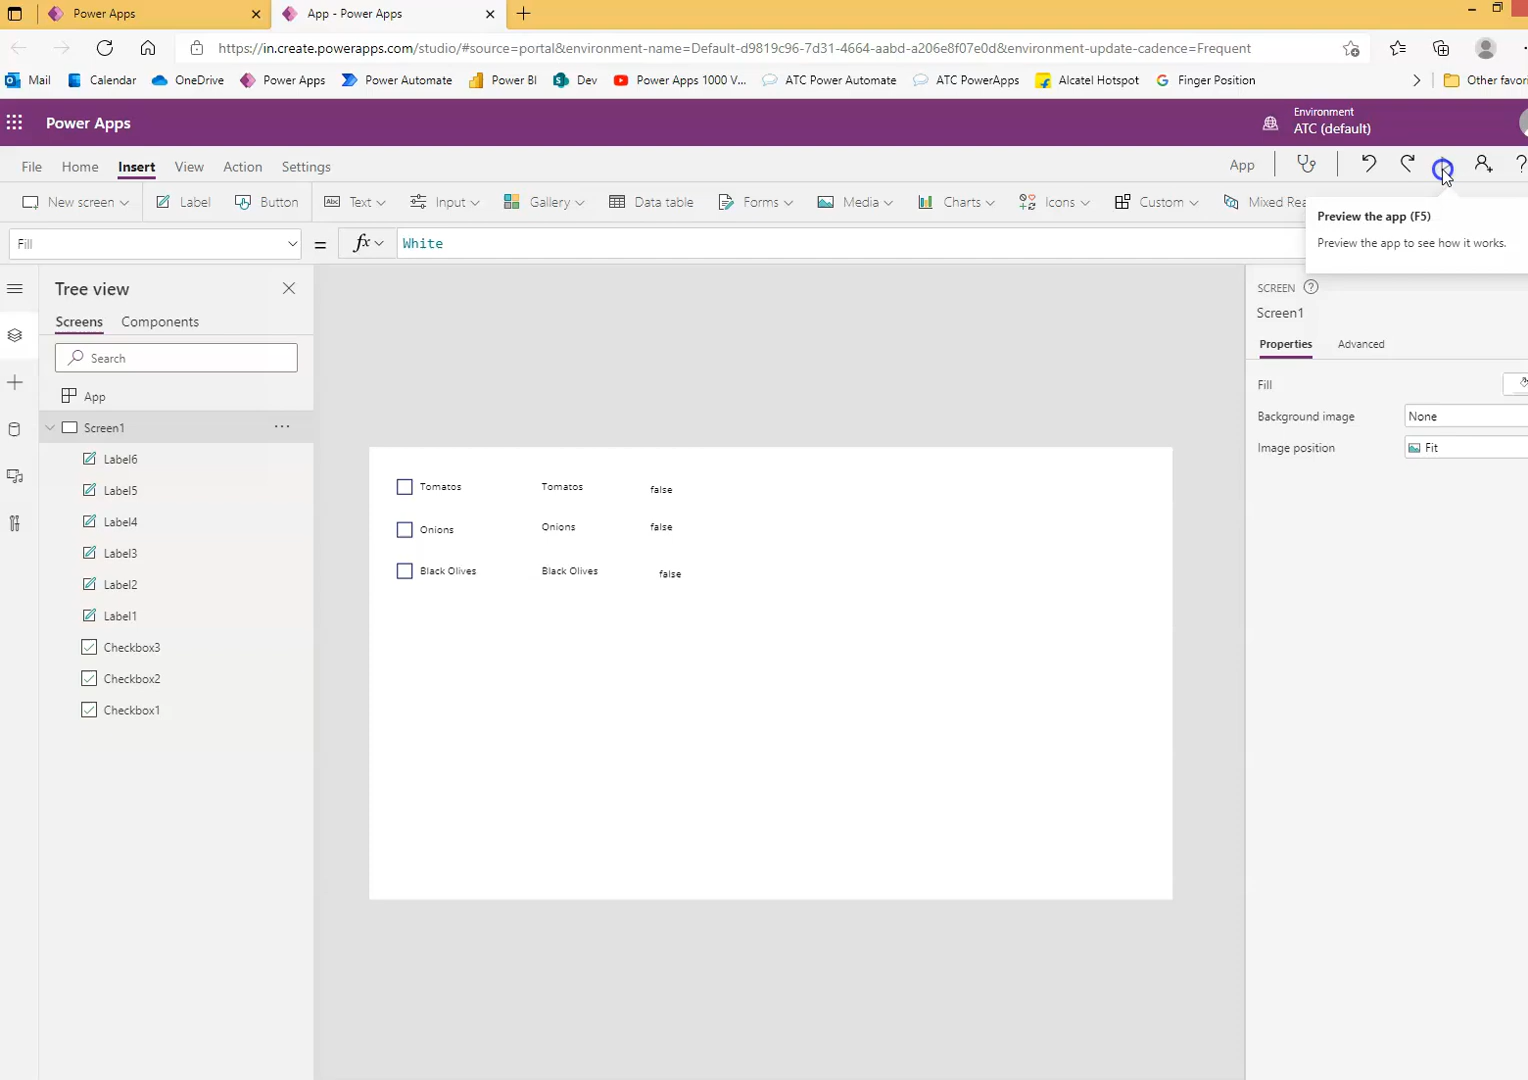 Power Apps
App - Power Apps
https://in.create.powerapps.com/studio/#source=portal&environment-name=Default-d9819c96-7d31-4664-aabd-a206e8f07e0d&environment-update-cadence=Frequent
Mail Calendar OneDrive Power Apps Power Automate Power BI Dev Power Apps 1000 V... ATC Power Automate ATC PowerApps Alcatel Hotspot Finger Position Other favori
Power Apps
Environment
ATC (default)
File Home Insert View Action Settings App
New screen Label Button Text Input Gallery Data table Forms Media Charts Icons Custom Mixed Rea
Preview the app (F5)
Preview the app to see how it works.
Fill = fx White
Tree view
Screens Components
Search
App
Screen1 ...
Label6
Label5
Label4
Label3
Label2
Label1
Checkbox3
Checkbox2
Checkbox1
Tomatos Tomatos false
Onions Onions false
Black Olives Black Olives false
SCREEN ?
Screen1
Properties Advanced
Fill
Background image None
Image position Fit